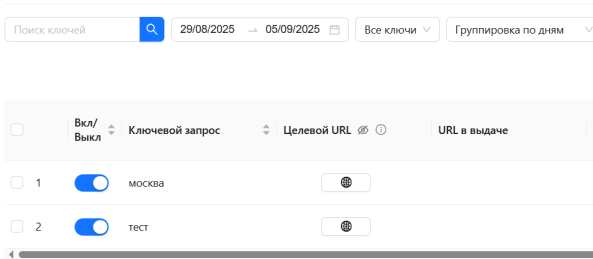 Поиск ключей 29/08/2025 → 05/09/2025 Все ключи Группировка по дням
Вкл/
Выкл Ключевой запрос Целевой URL URL в выдаче
1 москва
2 тест